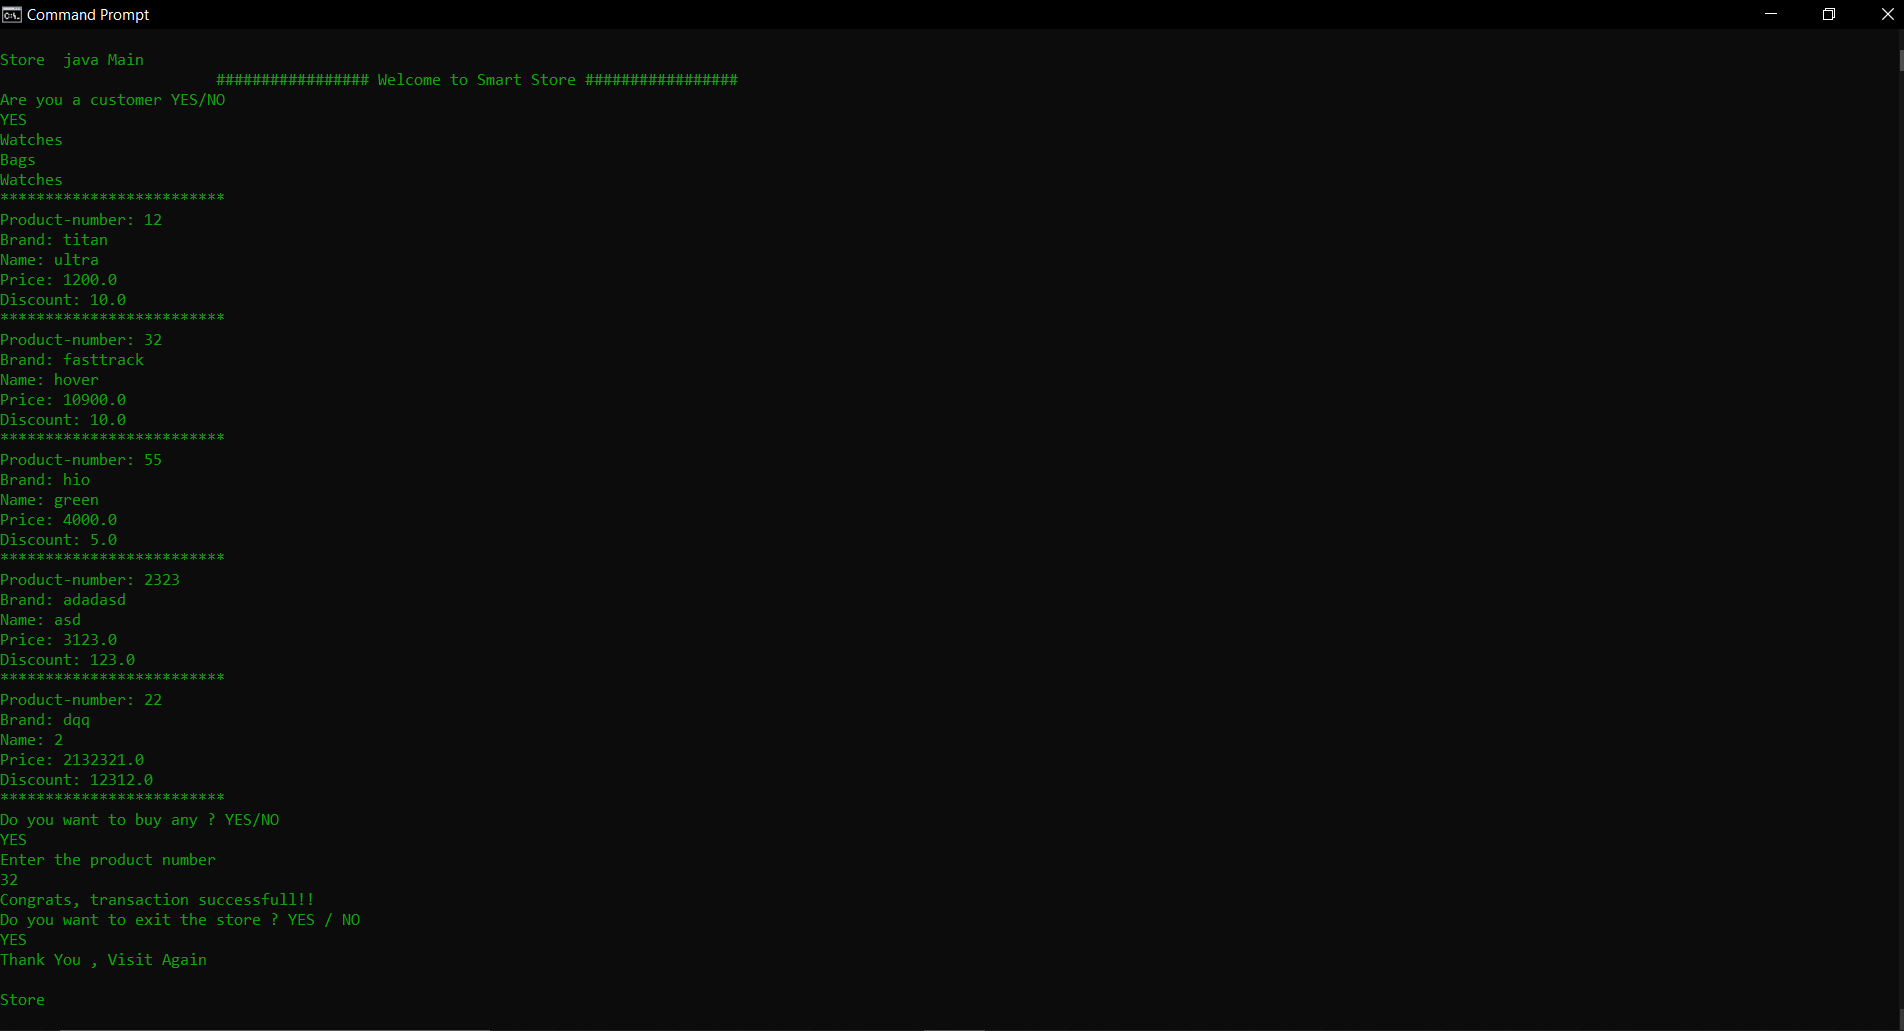 Command Prompt
Store  java Main
################# Welcome to Smart Store #################
Are you a customer YES/NO
YES
Watches
Bags
Watches
*************************
Product-number: 12
Brand: titan
Name: ultra
Price: 1200.0
Discount: 10.0
*************************
Product-number: 32
Brand: fasttrack
Name: hover
Price: 10900.0
Discount: 10.0
*************************
Product-number: 55
Brand: hio
Name: green
Price: 4000.0
Discount: 5.0
*************************
Product-number: 2323
Brand: adadasd
Name: asd
Price: 3123.0
Discount: 123.0
*************************
Product-number: 22
Brand: dqq
Name: 2
Price: 2132321.0
Discount: 12312.0
*************************
Do you want to buy any ? YES/NO
YES
Enter the product number
32
Congrats, transaction successfull!!
Do you want to exit the store ? YES / NO
YES
Thank You , Visit Again
Store